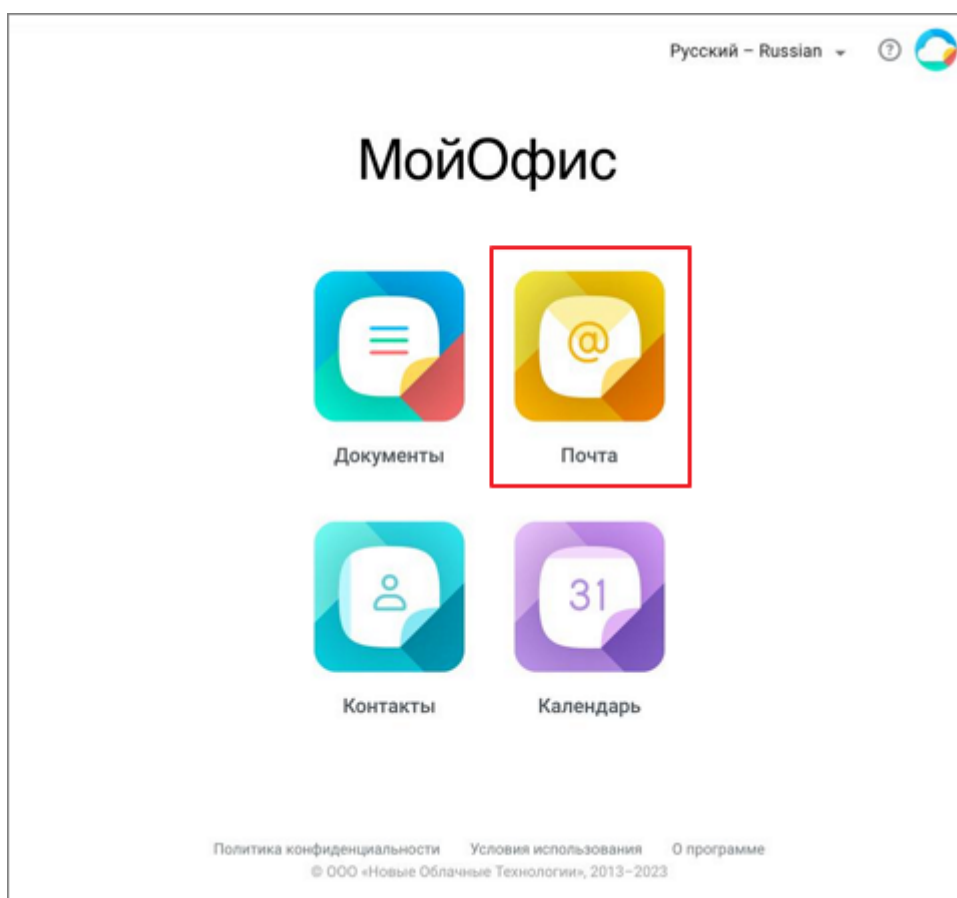 Русский – Russian
МойОфис
@
Документы Почта
31
Контакты Календарь
Политика конфиденциальности Условия использования О программе
© ООО «Новые Облачные Технологии», 2013–2023